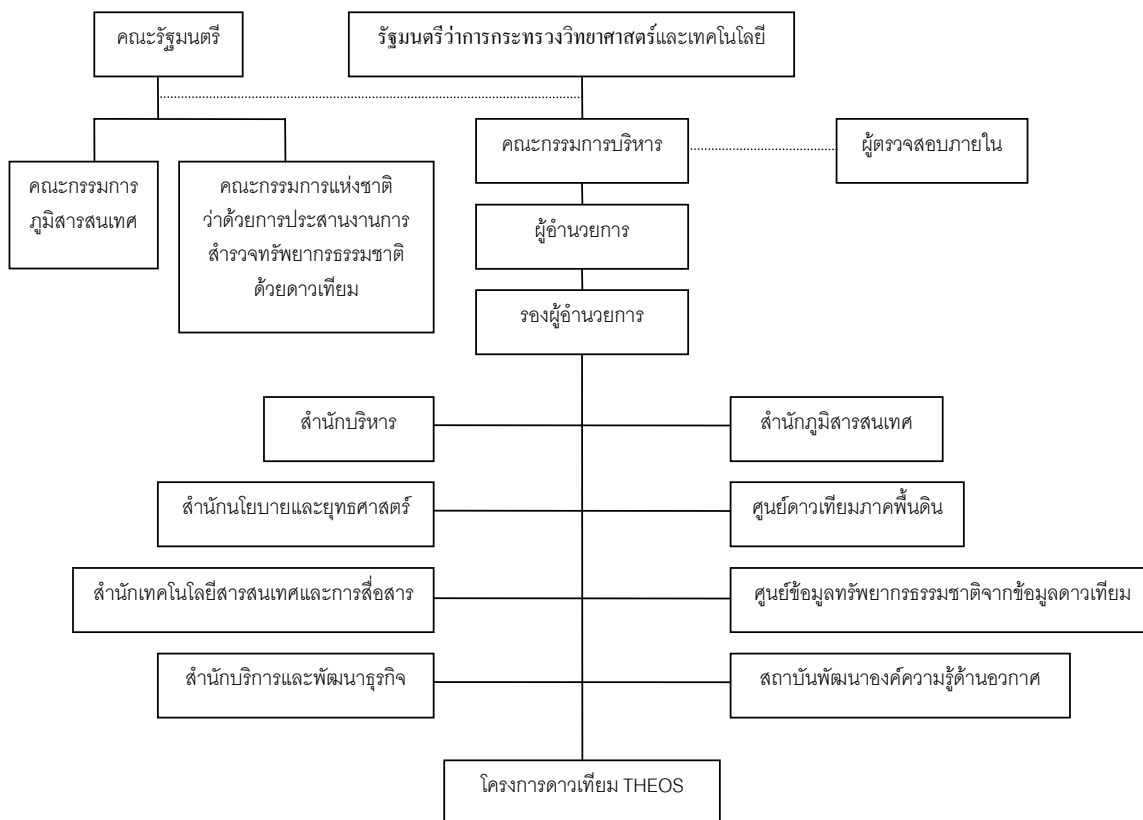 คณะรัฐมนตรี
รัฐมนตรีว่าการกระทรวงวิทยาศาสตร์และเทคโนโลยี
คณะกรรมการบริหาร
ผู้ตรวจสอบภายใน
คณะกรรมการ
ภูมิสารสนเทศ
คณะกรรมการแห่งชาติ
ว่าด้วยการประสานงานการ
สำรวจทรัพยากรธรรมชาติ
ด้วยดาวเทียม
ผู้อำนวยการ
รองผู้อำนวยการ
สำนักบริหาร
สำนักภูมิสารสนเทศ
สำนักนโยบายและยุทธศาสตร์
ศูนย์ดาวเทียมภาคพื้นดิน
สำนักเทคโนโลยีสารสนเทศและการสื่อสาร
ศูนย์ข้อมูลทรัพยากรธรรมชาติจากข้อมูลดาวเทียม
สำนักบริการและพัฒนาธุรกิจ
สถาบันพัฒนาองค์ความรู้ด้านอวกาศ
โครงการดาวเทียม THEOS